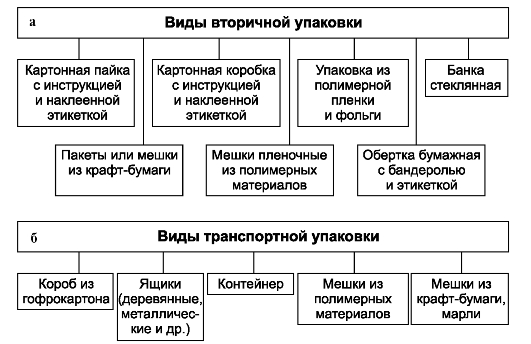 а Виды вторичной упаковки
Картонная пайка
с инструкцией
и наклеенной
этикеткой
Картонная коробка
с инструкцией
и наклеенной
этикеткой
Упаковка из
полимерной
пленки
и фольги
Банка
стеклянная
Пакеты или мешки
из крафт-бумаги
Мешки пленочные
из полимерных
материалов
Обертка бумажная
с бандеролью
и этикеткой
б Виды транспортной упаковки
Короб из
гофрокартона
Ящики
(деревянные,
металличес-
кие и др.)
Контейнер
Мешки из
полимерных
материалов
Мешки из
крафт-бумаги,
марли